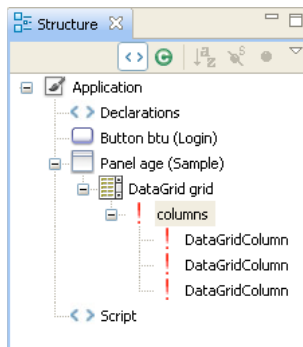 Structure
Application
Declarations
Button btu (Login)
Panel age (Sample)
DataGrid grid
columns
DataGridColumn
DataGridColumn
DataGridColumn
Script